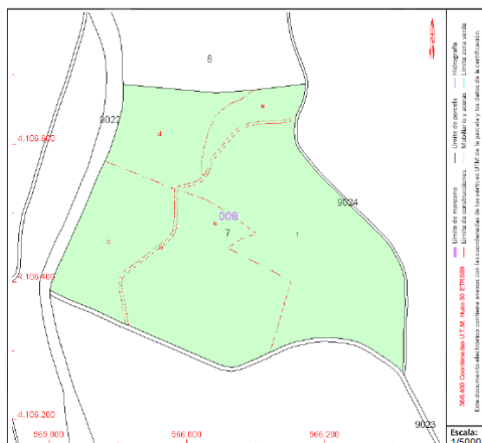 8
9022
4.106.600
e
d
9024
008
7
i
c
4.106.400
4.106.200
9023
565.800
566.000
566.200
Límite de manzana
Límite de parcela
Hidrografía
Límite de construcciones
Mobiliario y aceras
Límite zona verde
566.400 Coordenadas U.T.M. Huso 30 ETRS89
Este documento electrónico contiene anexos con las coordenadas de los vértices UTM de la parcela y los datos de la certificación.
Escala:
1/5000